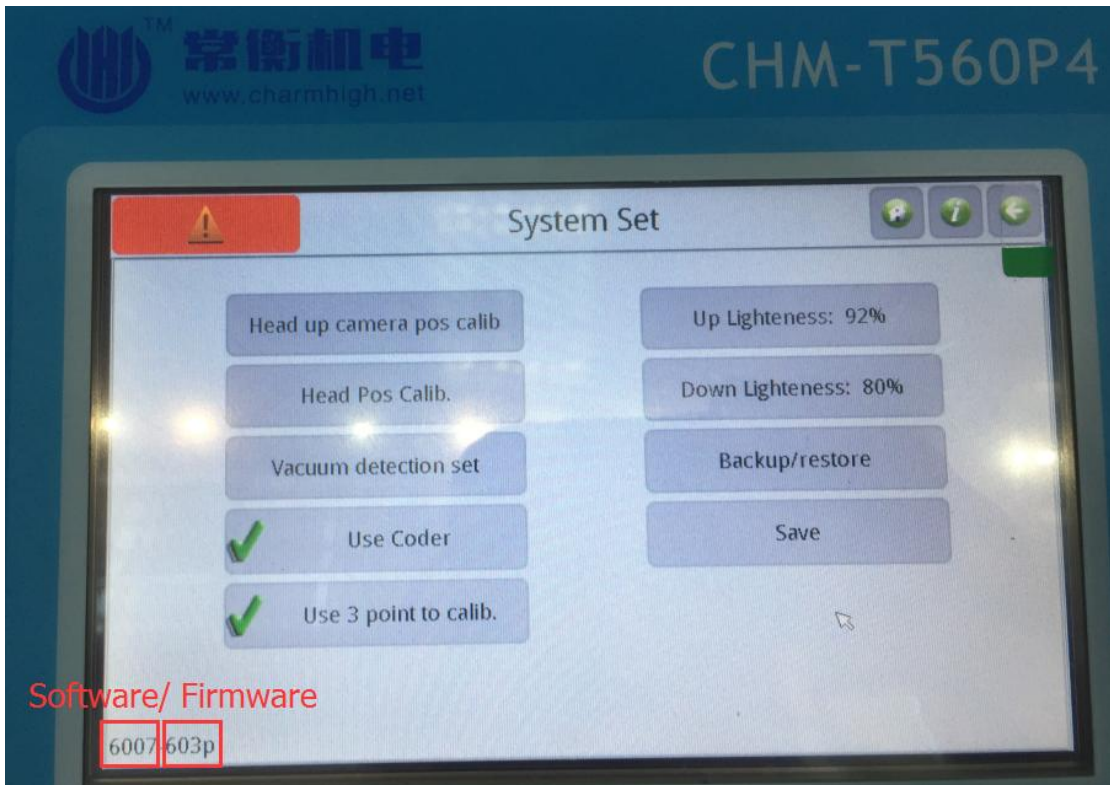 TM
常衡机电
www.charmhigh.net
CHM-T560P4
System Set
Head up camera pos calib
Up Lighteness: 92%
Head Pos Calib.
Down Lighteness: 80%
Vacuum detection set
Backup/restore
Use Coder
Save
Use 3 point to calib.
Software/ Firmware
6007 603p